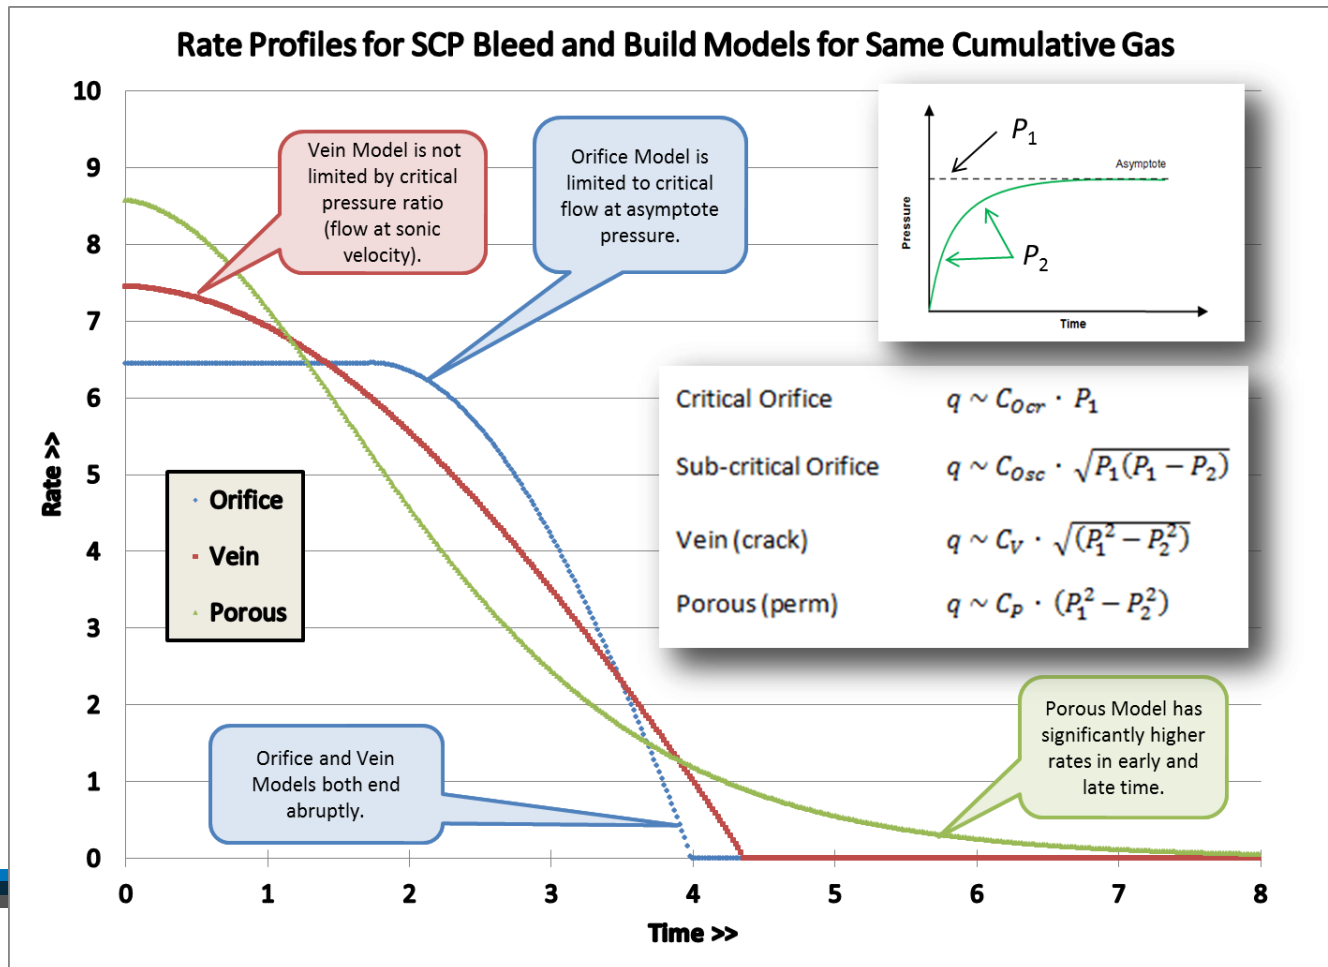 Rate Profiles for SCP Bleed and Build Models for Same Cumulative Gas
10
9
8
7
6
5
4
3
2
1
0
Rate >>
0 1 2 3 4 5 6 7 8
Time >>
Vein Model is not
limited by critical
pressure ratio
(flow at sonic
velocity).
Orifice Model is
limited to critical
flow at asymptote
pressure.
P₁
Asymptote
Pressure
P₂
Time
Critical Orifice q ~ C_Ocr · P₁
Sub-critical Orifice q ~ C_Osc · √(P₁(P₁ − P₂))
Vein (crack) q ~ C_V · √((P₁² − P₂²))
Porous (perm) q ~ C_P · (P₁² − P₂²)
Orifice
Vein
Porous
Orifice and Vein
Models both end
abruptly.
Porous Model has
significantly higher
rates in early and
late time.